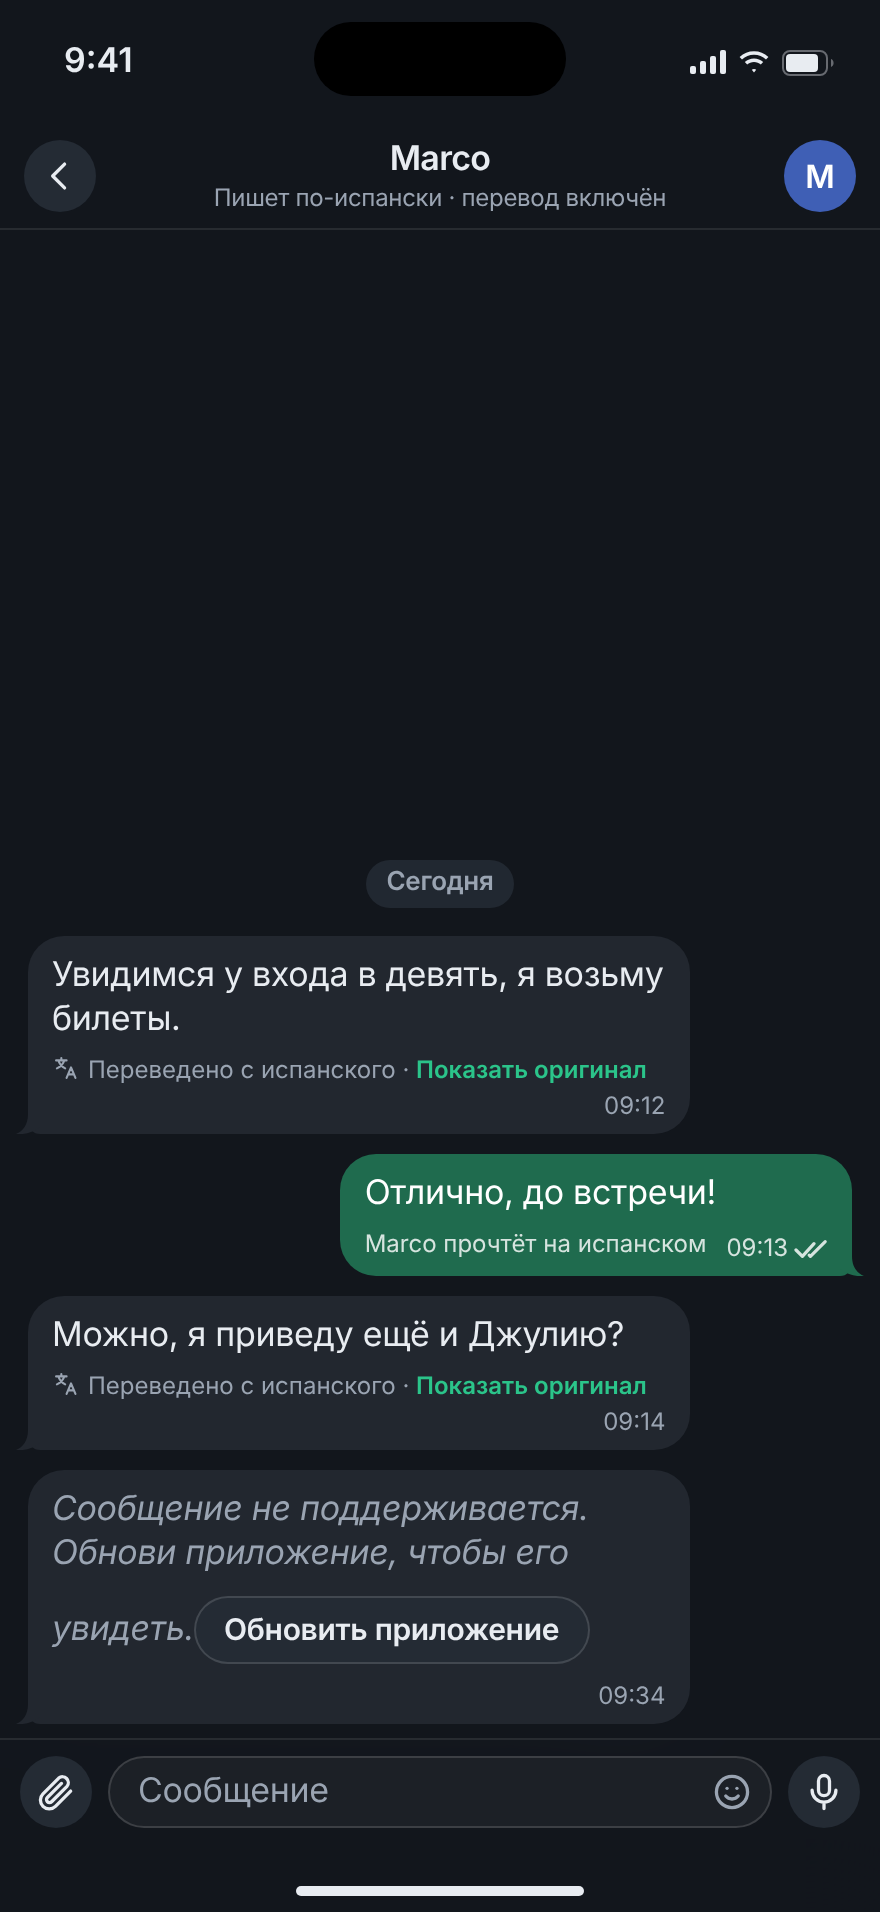 9:41
Marco
Пишет по-испански · перевод включён
M
Сегодня
Увидимся у входа в девять, я возьму
билеты.
Переведено с испанского · Показать оригинал
09:12
Отлично, до встречи!
Marco прочтёт на испанском 09:13
Можно, я приведу ещё и Джулию?
Переведено с испанского · Показать оригинал
09:14
Сообщение не поддерживается.
Обнови приложение, чтобы его
увидеть. Обновить приложение
09:34
Сообщение